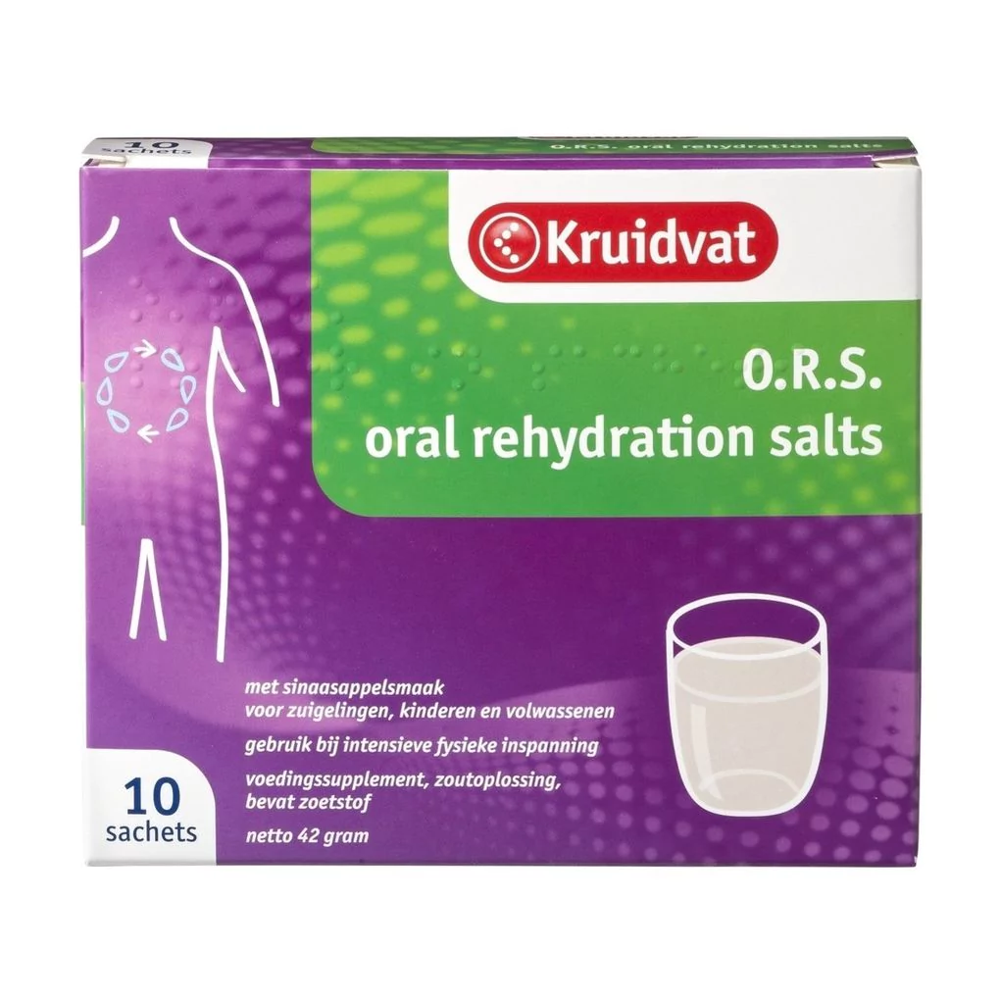 10
sachets
O.R.S. oral rehydration salts
Kruidvat
O.R.S.
oral rehydration salts
met sinaasappelsmaak
voor zuigelingen, kinderen en volwassenen
gebruik bij intensieve fysieke inspanning
voedingssupplement, zoutoplossing,
bevat zoetstof
netto 42 gram
10
sachets